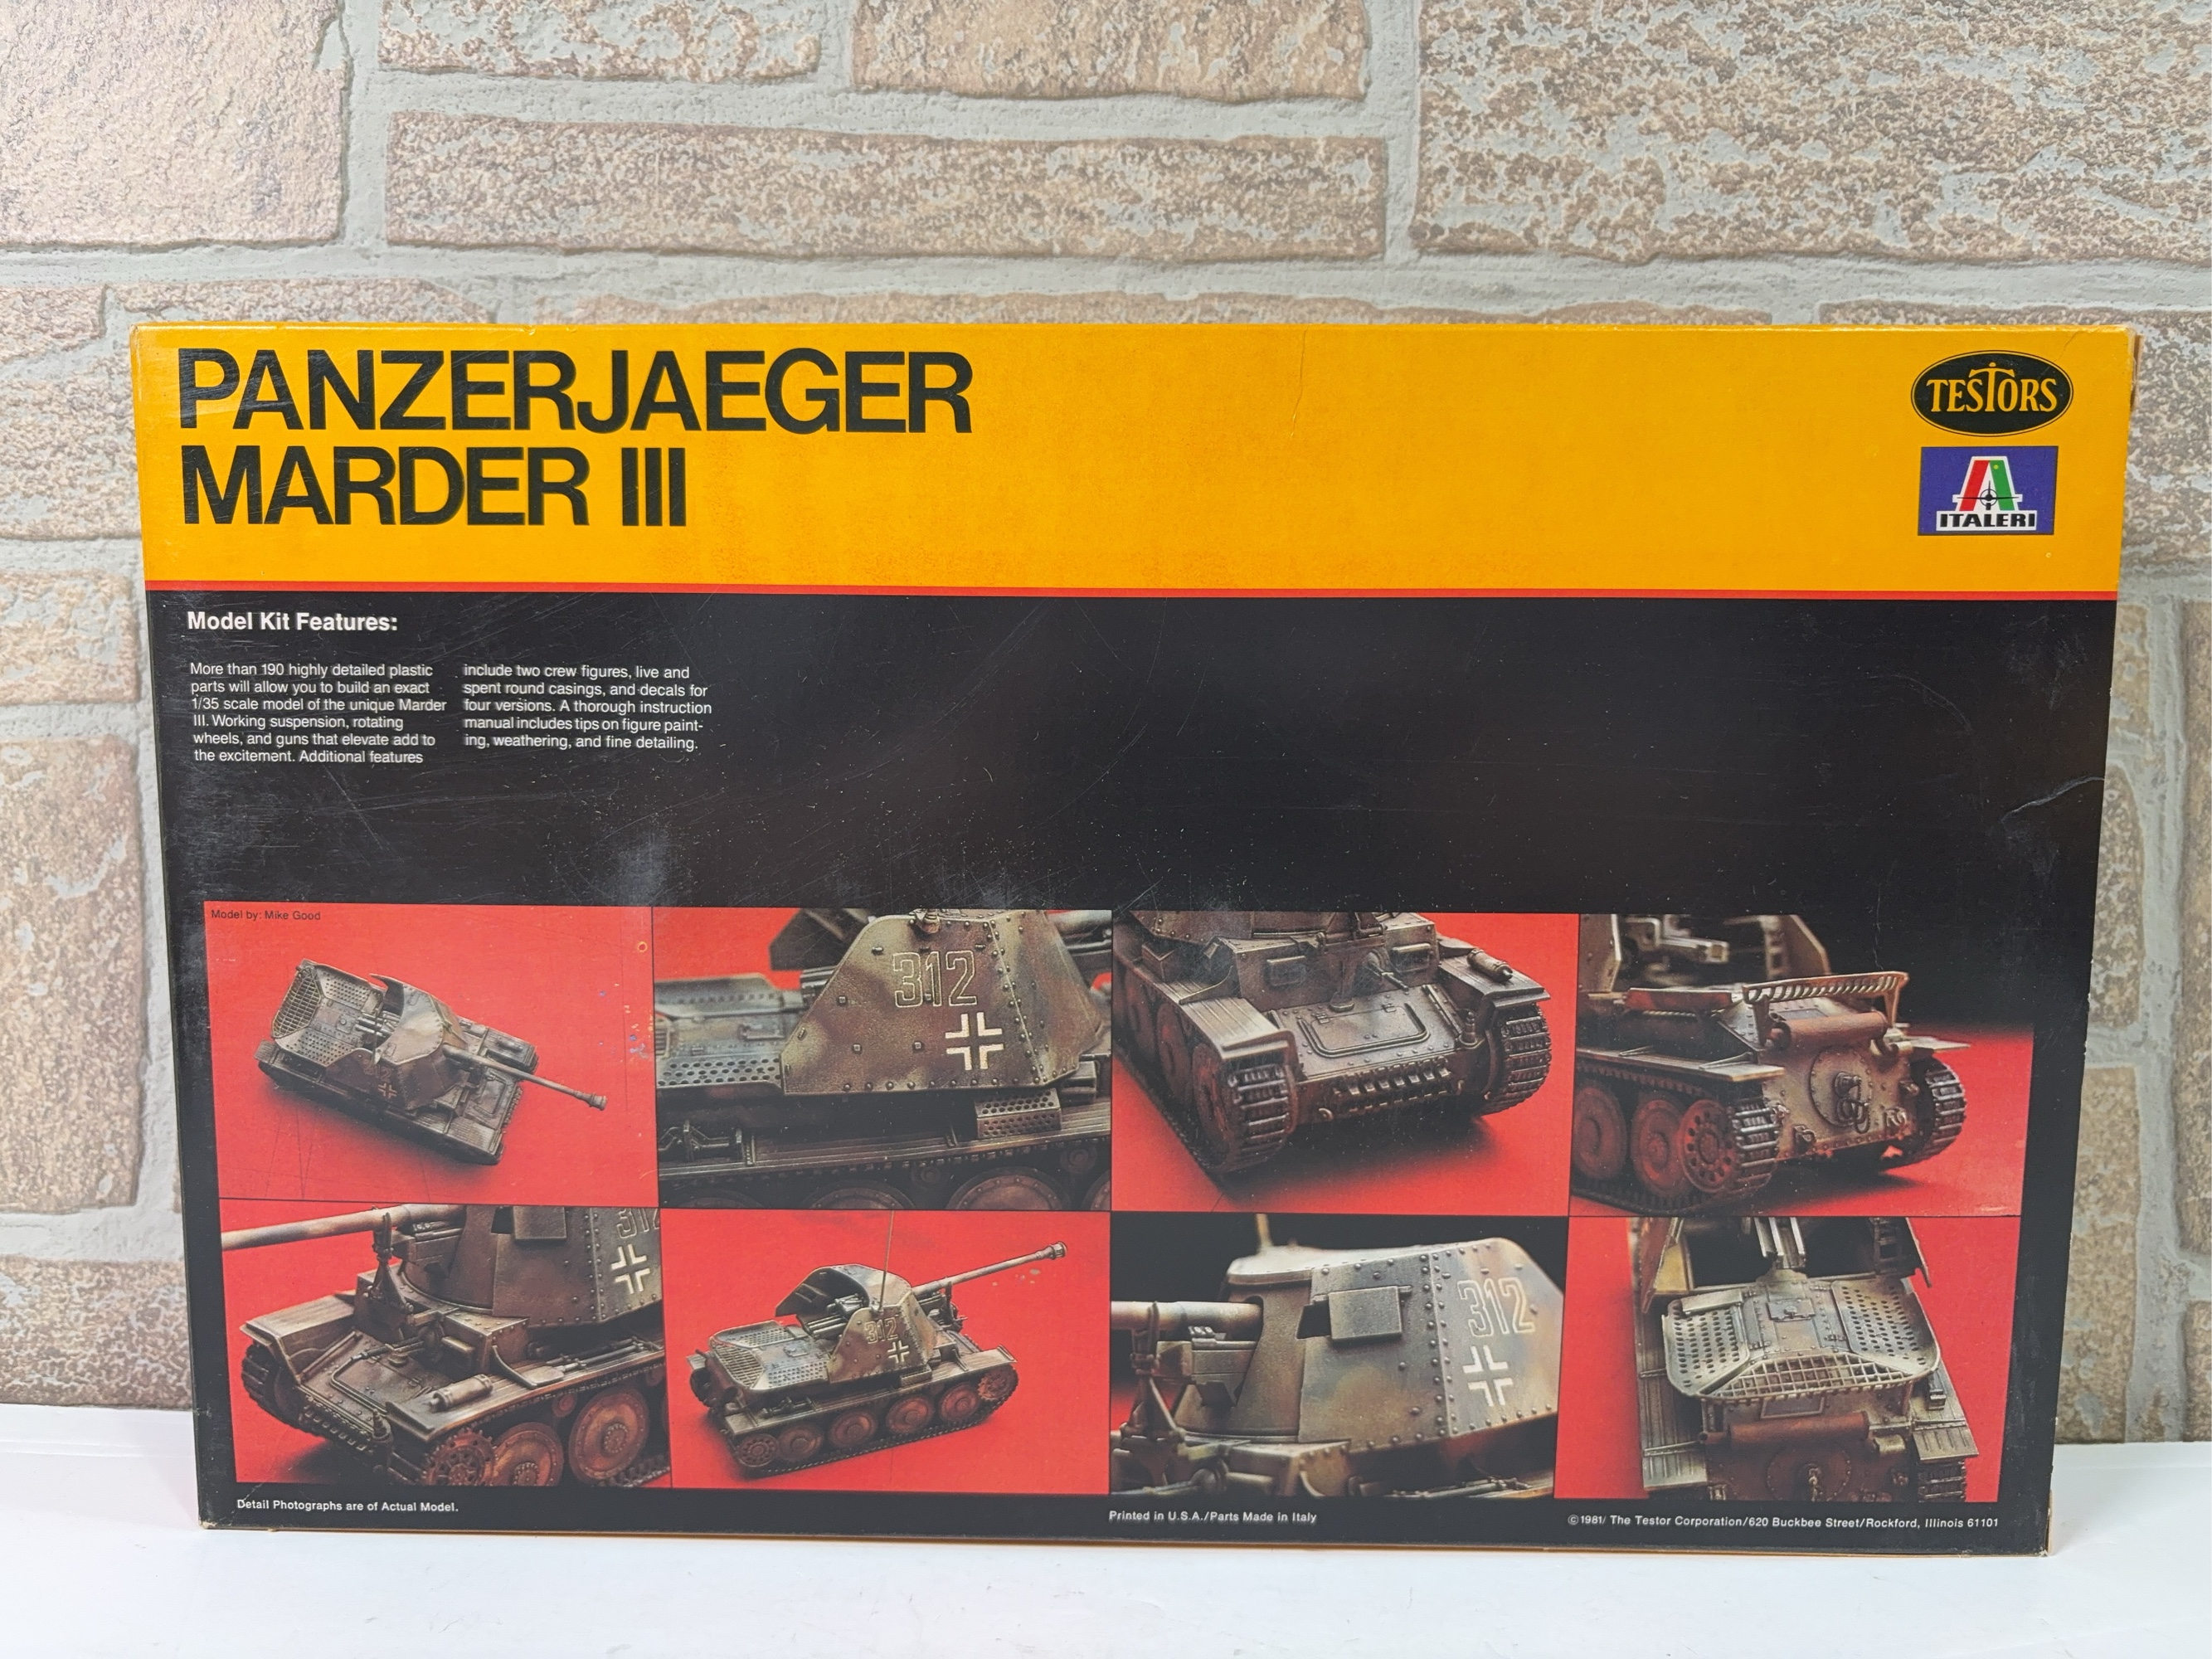 PANZERJAEGER
MARDER III
TESTORS
ITALERI
Model Kit Features:
More than 190 highly detailed plastic
parts will allow you to build an exact
1/35 scale model of the unique Marder
III. Working suspension, rotating
wheels, and guns that elevate add to
the excitement. Additional features
include two crew figures, live and
spent round casings, and decals for
four versions. A thorough instruction
manual includes tips on figure paint-
ing, weathering, and fine detailing.
Model by: Mike Good
312
312
312
312
Detail Photographs are of Actual Model.
Printed in U.S.A./Parts Made in Italy
©1981/ The Testor Corporation/620 Buckbee Street/Rockford, Illinois 61101